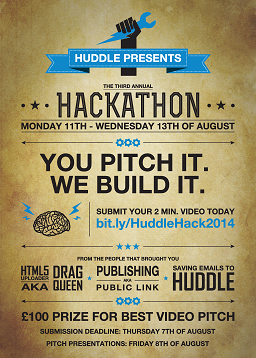 HUDDLE PRESENTS
THE THIRD ANNUAL
HACKATHON
MONDAY 11TH - WEDNESDAY 13TH OF AUGUST
YOU PITCH IT.
WE BUILD IT.
SUBMIT YOUR 2 MIN. VIDEO TODAY
bit.ly/HuddleHack2014
FROM THE PEOPLE THAT BROUGHT YOU
HTML5 UPLOADER AKA DRAG QUEEN
PUBLISHING
AKA
PUBLIC LINK
SAVING EMAILS TO
HUDDLE
£100 PRIZE FOR BEST VIDEO PITCH
SUBMISSION DEADLINE: THURSDAY 7TH OF AUGUST
PITCH PRESENTATIONS: FRIDAY 8TH OF AUGUST